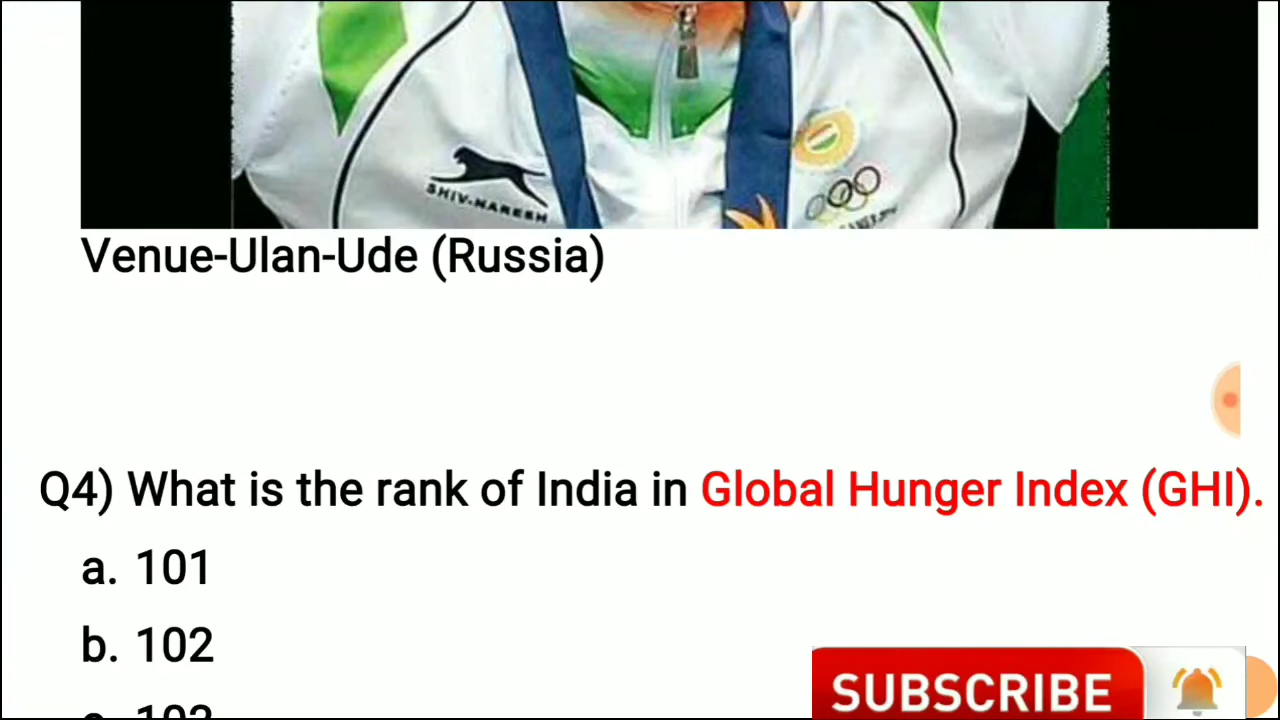 SHIV-NARESH
Venue-Ulan-Ude (Russia)
Q4) What is the rank of India in Global Hunger Index (GHI).
a. 101
b. 102
SUBSCRIBE